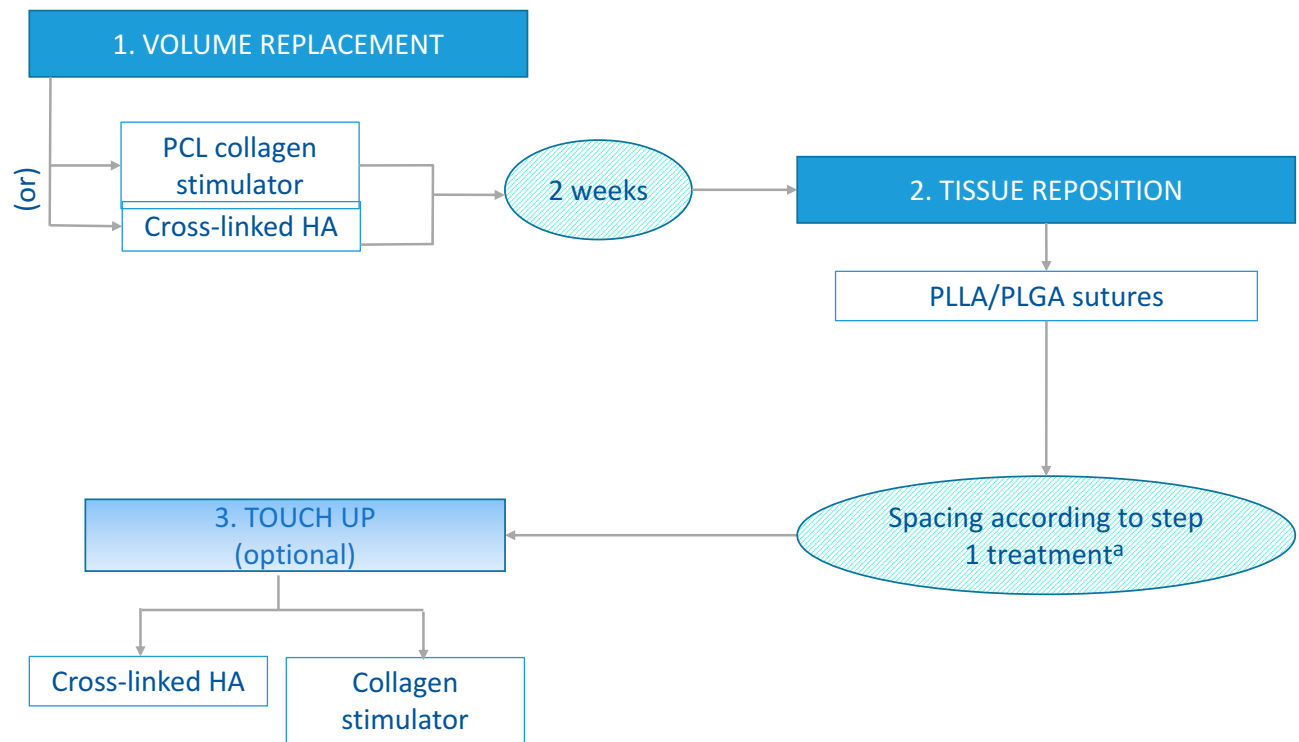 1. VOLUME REPLACEMENT
(or)
PCL collagen
stimulator
Cross-linked HA
2 weeks
2. TISSUE REPOSITION
PLLA/PLGA sutures
Spacing according to step
1 treatmentᵃ
3. TOUCH UP
(optional)
Cross-linked HA
Collagen
stimulator